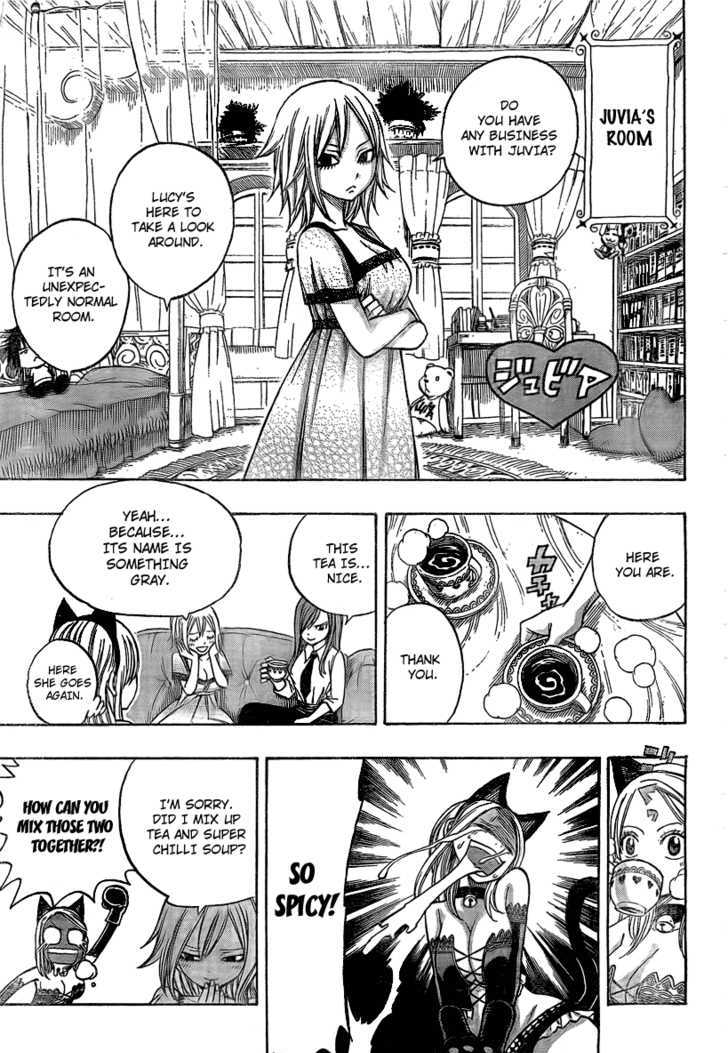 JUVIA'S
ROOM
DO
YOU HAVE
ANY BUSINESS
WITH JUVIA?
LUCY'S
HERE TO
TAKE A LOOK
AROUND.
IT'S AN
UNEXPEC-
TEDLY NORMAL
ROOM.
ジュビア
HERE
YOU ARE.
カチャ
THANK
YOU.
THIS
TEA IS...
NICE.
YEAH...
BECAUSE...
ITS NAME IS
SOMETHING
GRAY.
HERE
SHE GOES
AGAIN.
SO
SPICY!
I'M SORRY.
DID I MIX UP
TEA AND SUPER
CHILLI SOUP?
HOW CAN YOU
MIX THOSE TWO
TOGETHER?!